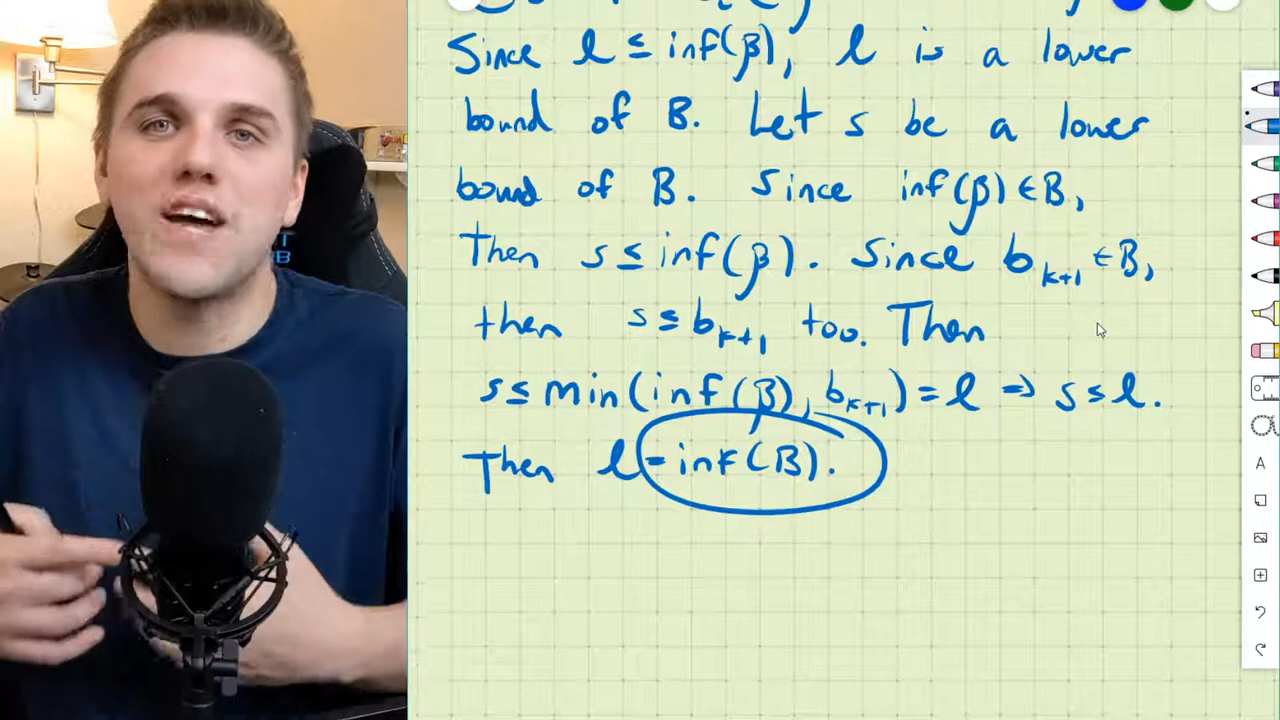 Since l ≤ inf(β), l is a lower
bound of B. Let s be a lower
bound of B. Since inf(β) ∈ B,
Then s ≤ inf(β). Since b_{k+1} ∈ B,
then s ≤ b_{k+1} too. Then
s ≤ min(inf(β), b_{k+1}) = l ⇒ s ≤ l.
Then l = inf(B).